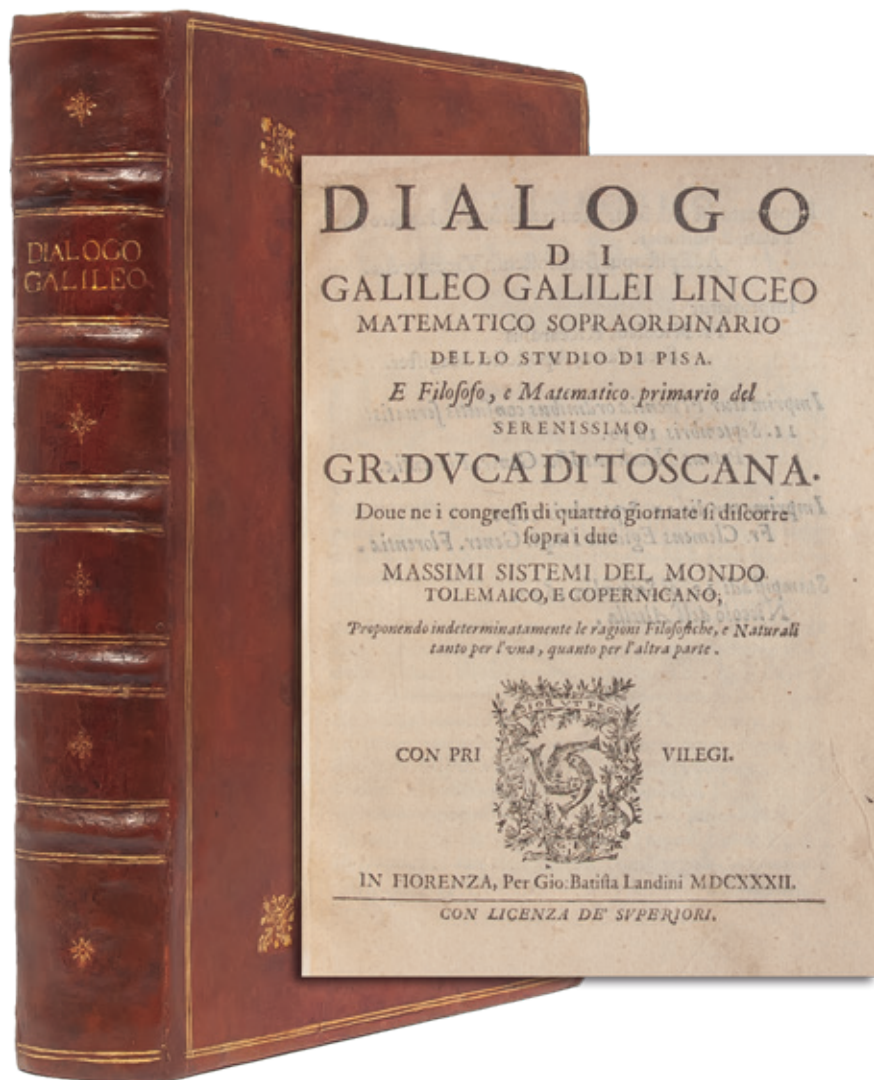 DIALOGO
GALILEO
DIALOGO
DI
GALILEO GALILEI LINCEO
MATEMATICO SOPRAORDINARIO
DELLO STVDIO DI PISA.
E Filosofo, e Matematico primario del
SERENISSIMO
GR.DVCA DI TOSCANA.
Doue ne i congressi di quattro giornate si discorre
sopra i due
MASSIMI SISTEMI DEL MONDO
TOLEMAICO, E COPERNICANO;
Proponendo indeterminatamente le ragioni Filosofiche, e Naturali
tanto per l'vna, quanto per l'altra parte.
CON PRI VILEGI.
IN FIORENZA, Per Gio: Batista Landini MDCXXXII.
CON LICENZA DE' SVPERIORI.